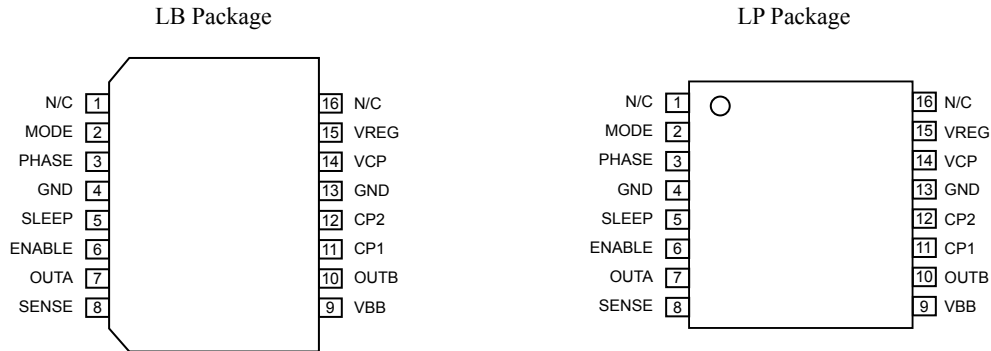 LB Package
N/C 1 16 N/C
MODE 2 15 VREG
PHASE 3 14 VCP
GND 4 13 GND
SLEEP 5 12 CP2
ENABLE 6 11 CP1
OUTA 7 10 OUTB
SENSE 8 9 VBB
LP Package
N/C 1 16 N/C
MODE 2 15 VREG
PHASE 3 14 VCP
GND 4 13 GND
SLEEP 5 12 CP2
ENABLE 6 11 CP1
OUTA 7 10 OUTB
SENSE 8 9 VBB